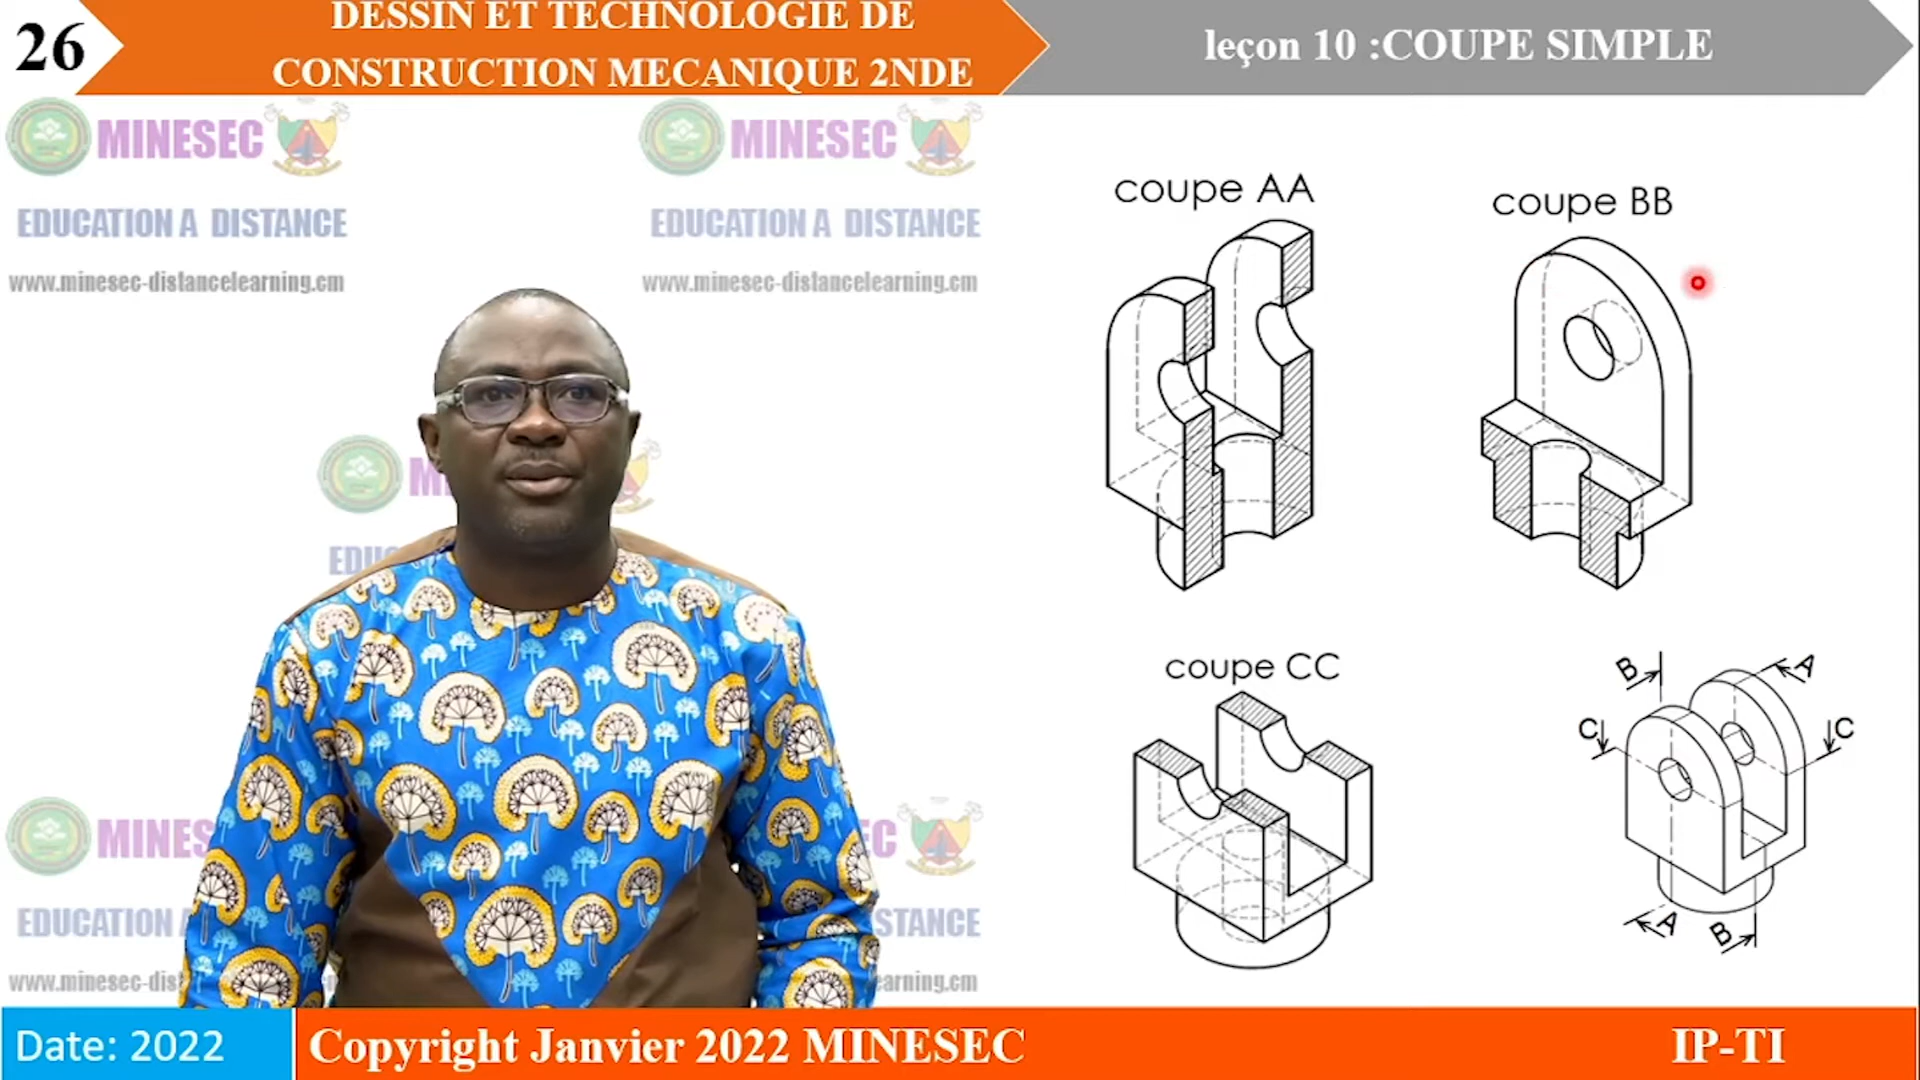 26
DESSIN ET TECHNOLOGIE DE
CONSTRUCTION MECANIQUE 2NDE
leçon 10 :COUPE SIMPLE
MINESEC
EDUCATION A DISTANCE
www.minesec-distancelearning.cm
MINESEC
EDUCATION A DISTANCE
www.minesec-distancelearning.cm
coupe AA
coupe BB
coupe CC
B
A
C
C
A
B
Date: 2022
Copyright Janvier 2022 MINESEC
IP-TI